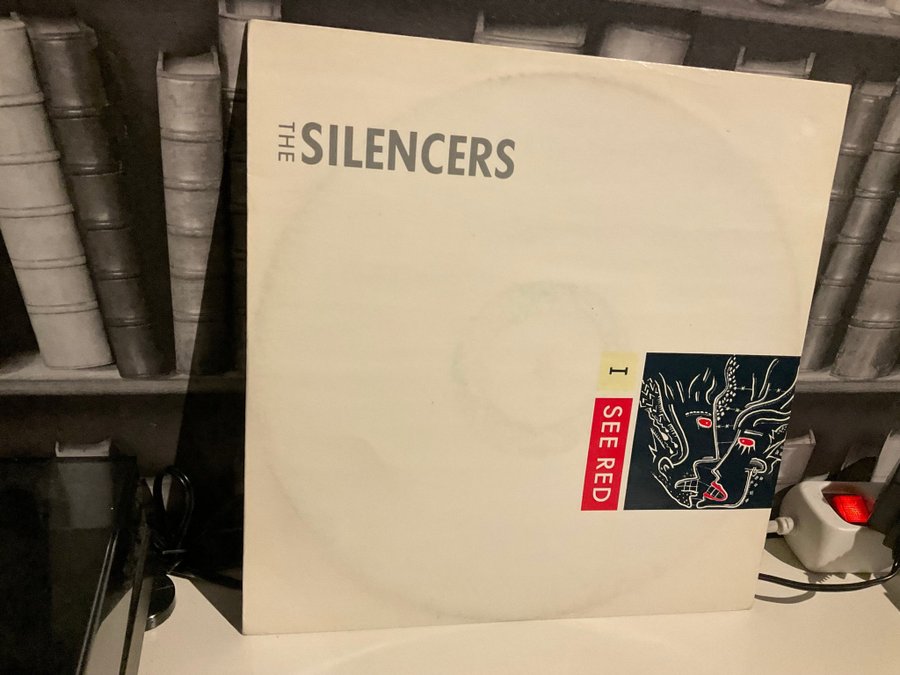 THE SILENCERS
I SEE RED